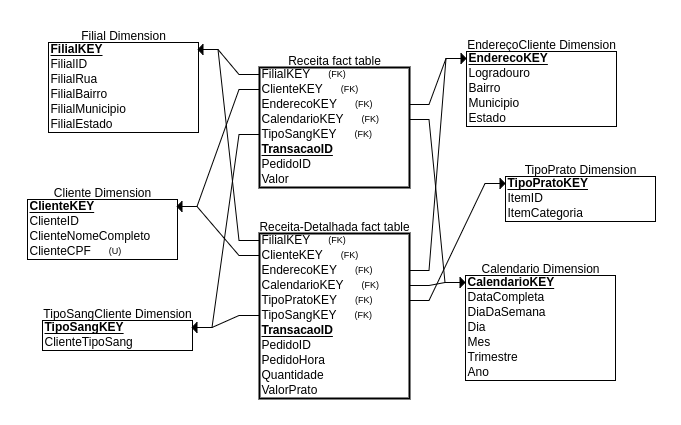 Filial Dimension
FilialKEY
FilialID
FilialRua
FilialBairro
FilialMunicipio
FilialEstado
Receita fact table
FilialKEY (FK)
ClienteKEY (FK)
EnderecoKEY (FK)
CalendarioKEY (FK)
TipoSangKEY (FK)
TransacaoID
PedidoID
Valor
EndereçoCliente Dimension
EnderecoKEY
Logradouro
Bairro
Municipio
Estado
TipoPrato Dimension
TipoPratoKEY
ItemID
ItemCategoria
Cliente Dimension
ClienteKEY
ClienteID
ClienteNomeCompleto
ClienteCPF (U)
Receita-Detalhada fact table
FilialKEY (FK)
ClienteKEY (FK)
EnderecoKEY (FK)
CalendarioKEY (FK)
TipoPratoKEY (FK)
TipoSangKEY (FK)
TransacaoID
PedidoID
PedidoHora
Quantidade
ValorPrato
Calendario Dimension
CalendarioKEY
DataCompleta
DiaDaSemana
Dia
Mes
Trimestre
Ano
TipoSangCliente Dimension
TipoSangKEY
ClienteTipoSang